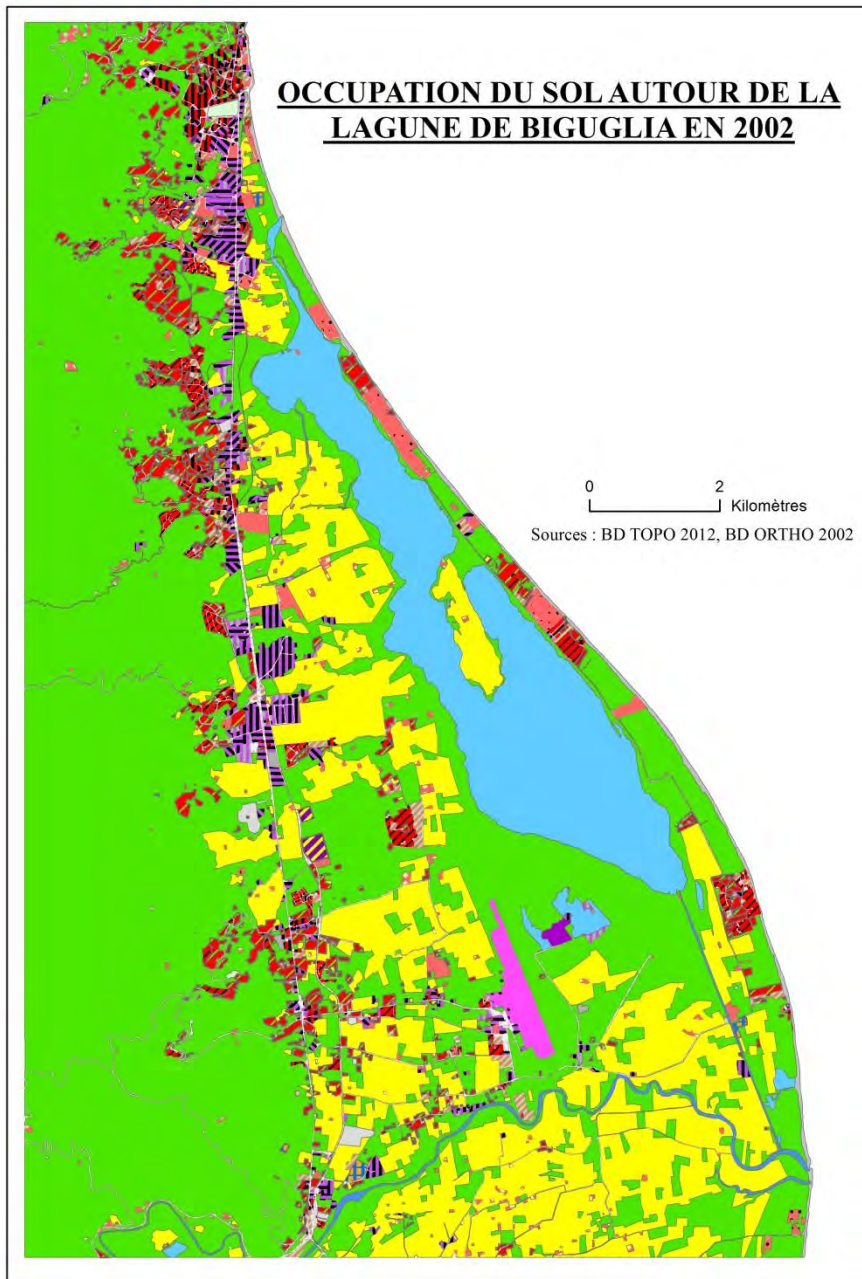 OCCUPATION DU SOL AUTOUR DE LA
LAGUNE DE BIGUGLIA EN 2002
0 2
Kilomètres
Sources : BD TOPO 2012, BD ORTHO 2002